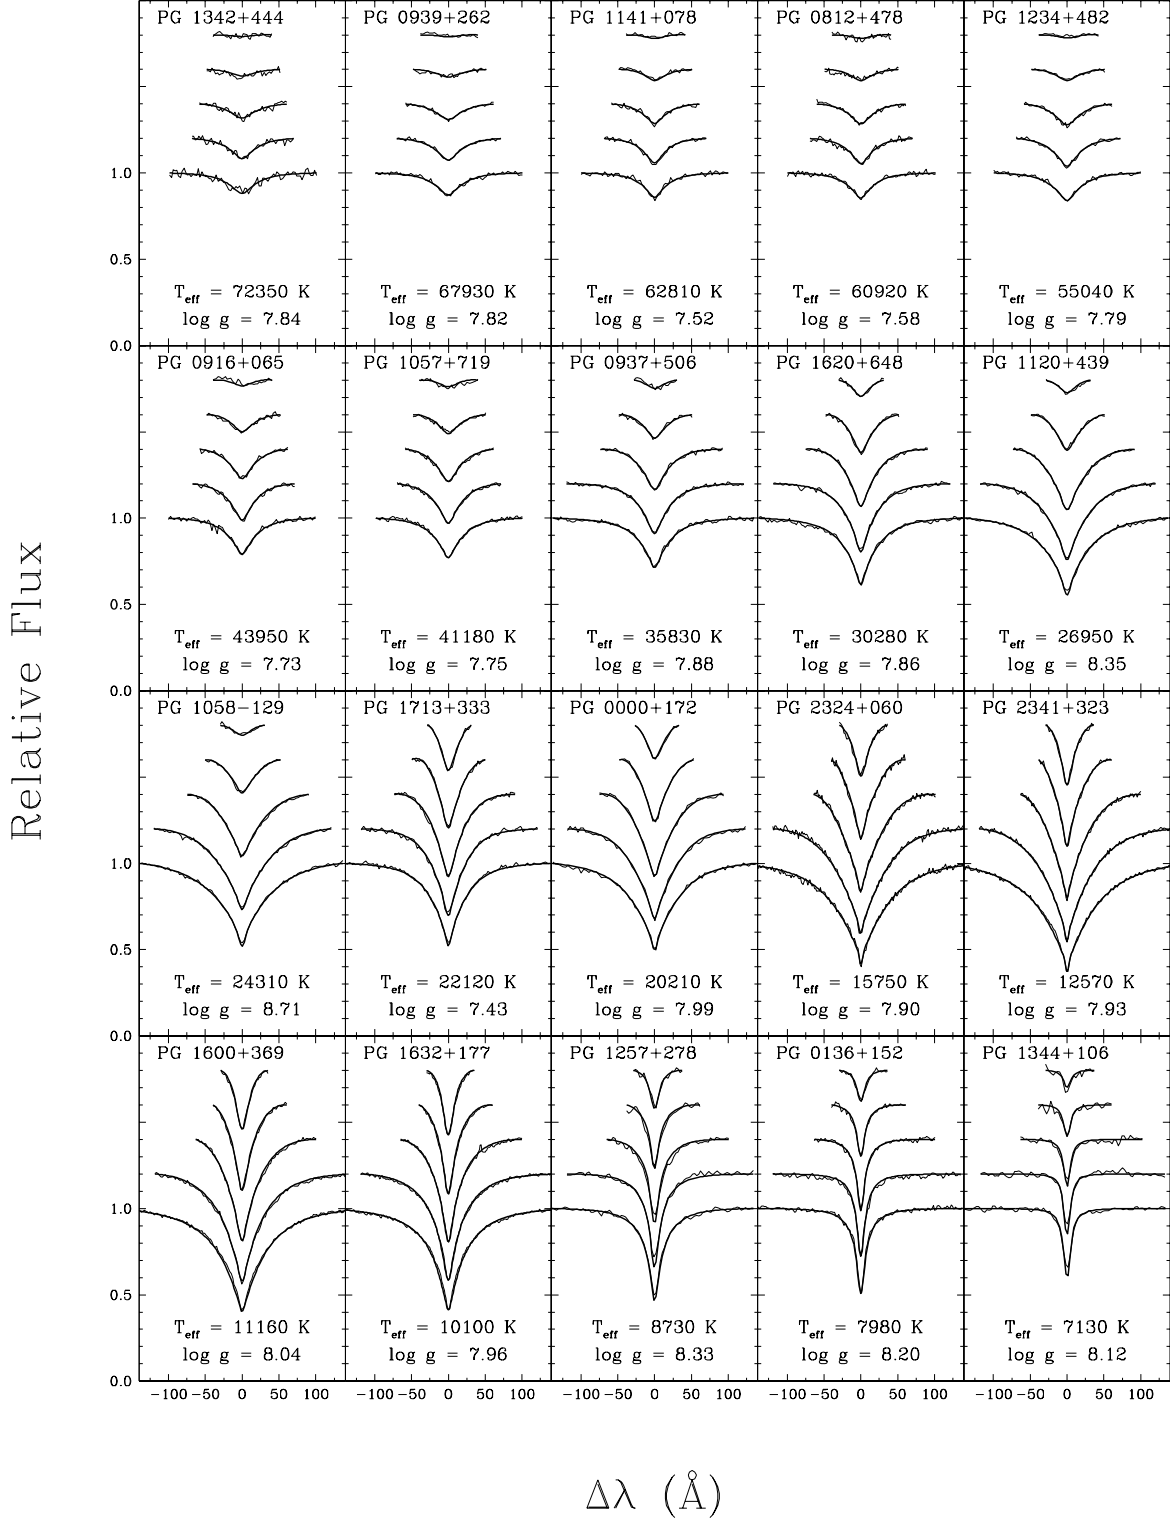 PG 1342+444 PG 0939+262 PG 1141+078 PG 0812+478 PG 1234+482
1.0
0.5
T_eff = 72350 K T_eff = 67930 K T_eff = 62810 K T_eff = 60920 K T_eff = 55040 K
log g = 7.84 log g = 7.82 log g = 7.52 log g = 7.58 log g = 7.79
0.0
PG 0916+065 PG 1057+719 PG 0937+506 PG 1620+648 PG 1120+439
1.0
0.5
T_eff = 43950 K T_eff = 41180 K T_eff = 35830 K T_eff = 30280 K T_eff = 26950 K
log g = 7.73 log g = 7.75 log g = 7.88 log g = 7.86 log g = 8.35
0.0
Relative Flux
PG 1058−129 PG 1713+333 PG 0000+172 PG 2324+060 PG 2341+323
1.0
0.5
T_eff = 24310 K T_eff = 22120 K T_eff = 20210 K T_eff = 15750 K T_eff = 12570 K
log g = 8.71 log g = 7.43 log g = 7.99 log g = 7.90 log g = 7.93
0.0
PG 1600+369 PG 1632+177 PG 1257+278 PG 0136+152 PG 1344+106
1.0
0.5
T_eff = 11160 K T_eff = 10100 K T_eff = 8730 K T_eff = 7980 K T_eff = 7130 K
log g = 8.04 log g = 7.96 log g = 8.33 log g = 8.20 log g = 8.12
0.0
−100 −50 0 50 100 −100 −50 0 50 100 −100 −50 0 50 100 −100 −50 0 50 100 −100 −50 0 50 100
Δλ (Å)